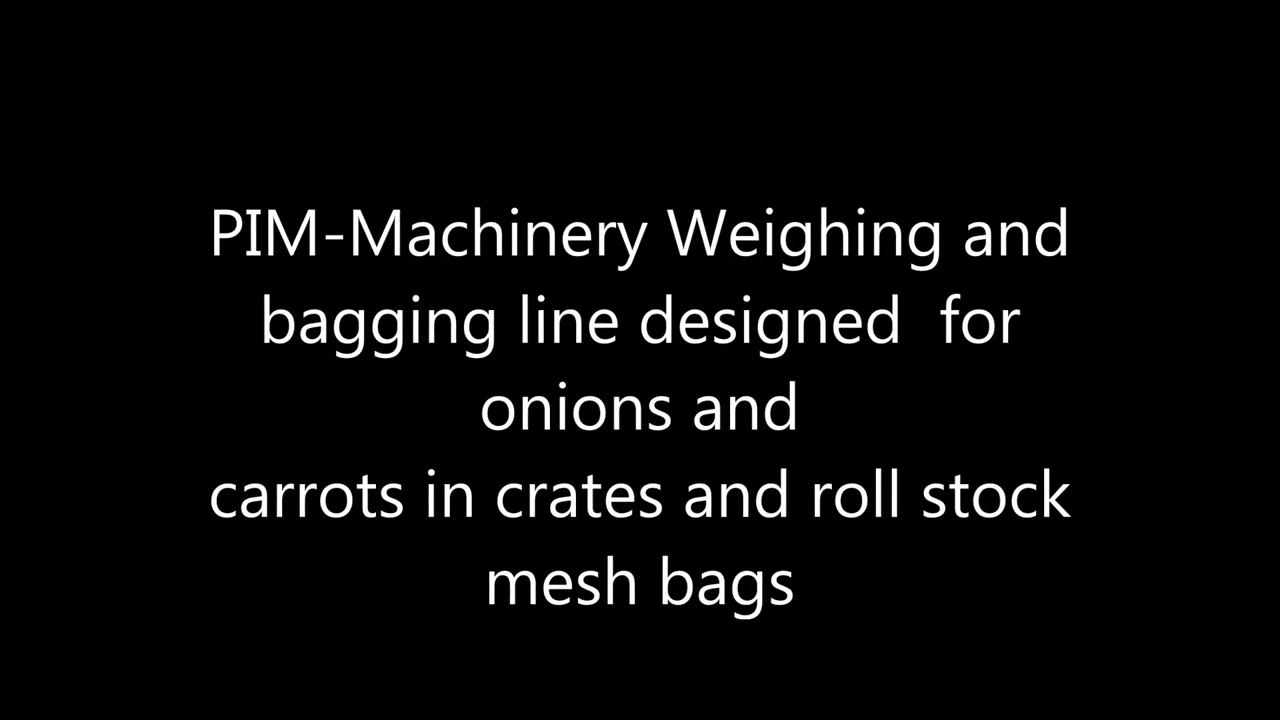 PIM-Machinery Weighing and
bagging line designed  for
onions and
carrots in crates and roll stock
mesh bags